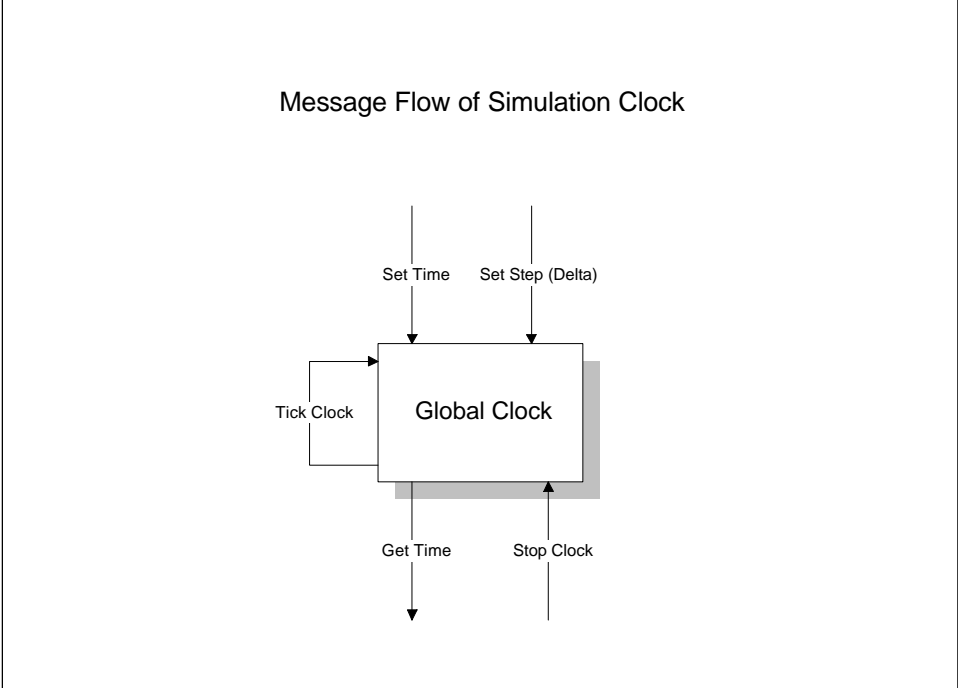 Message Flow of Simulation Clock
Set Time
Set Step (Delta)
Tick Clock
Global Clock
Get Time
Stop Clock